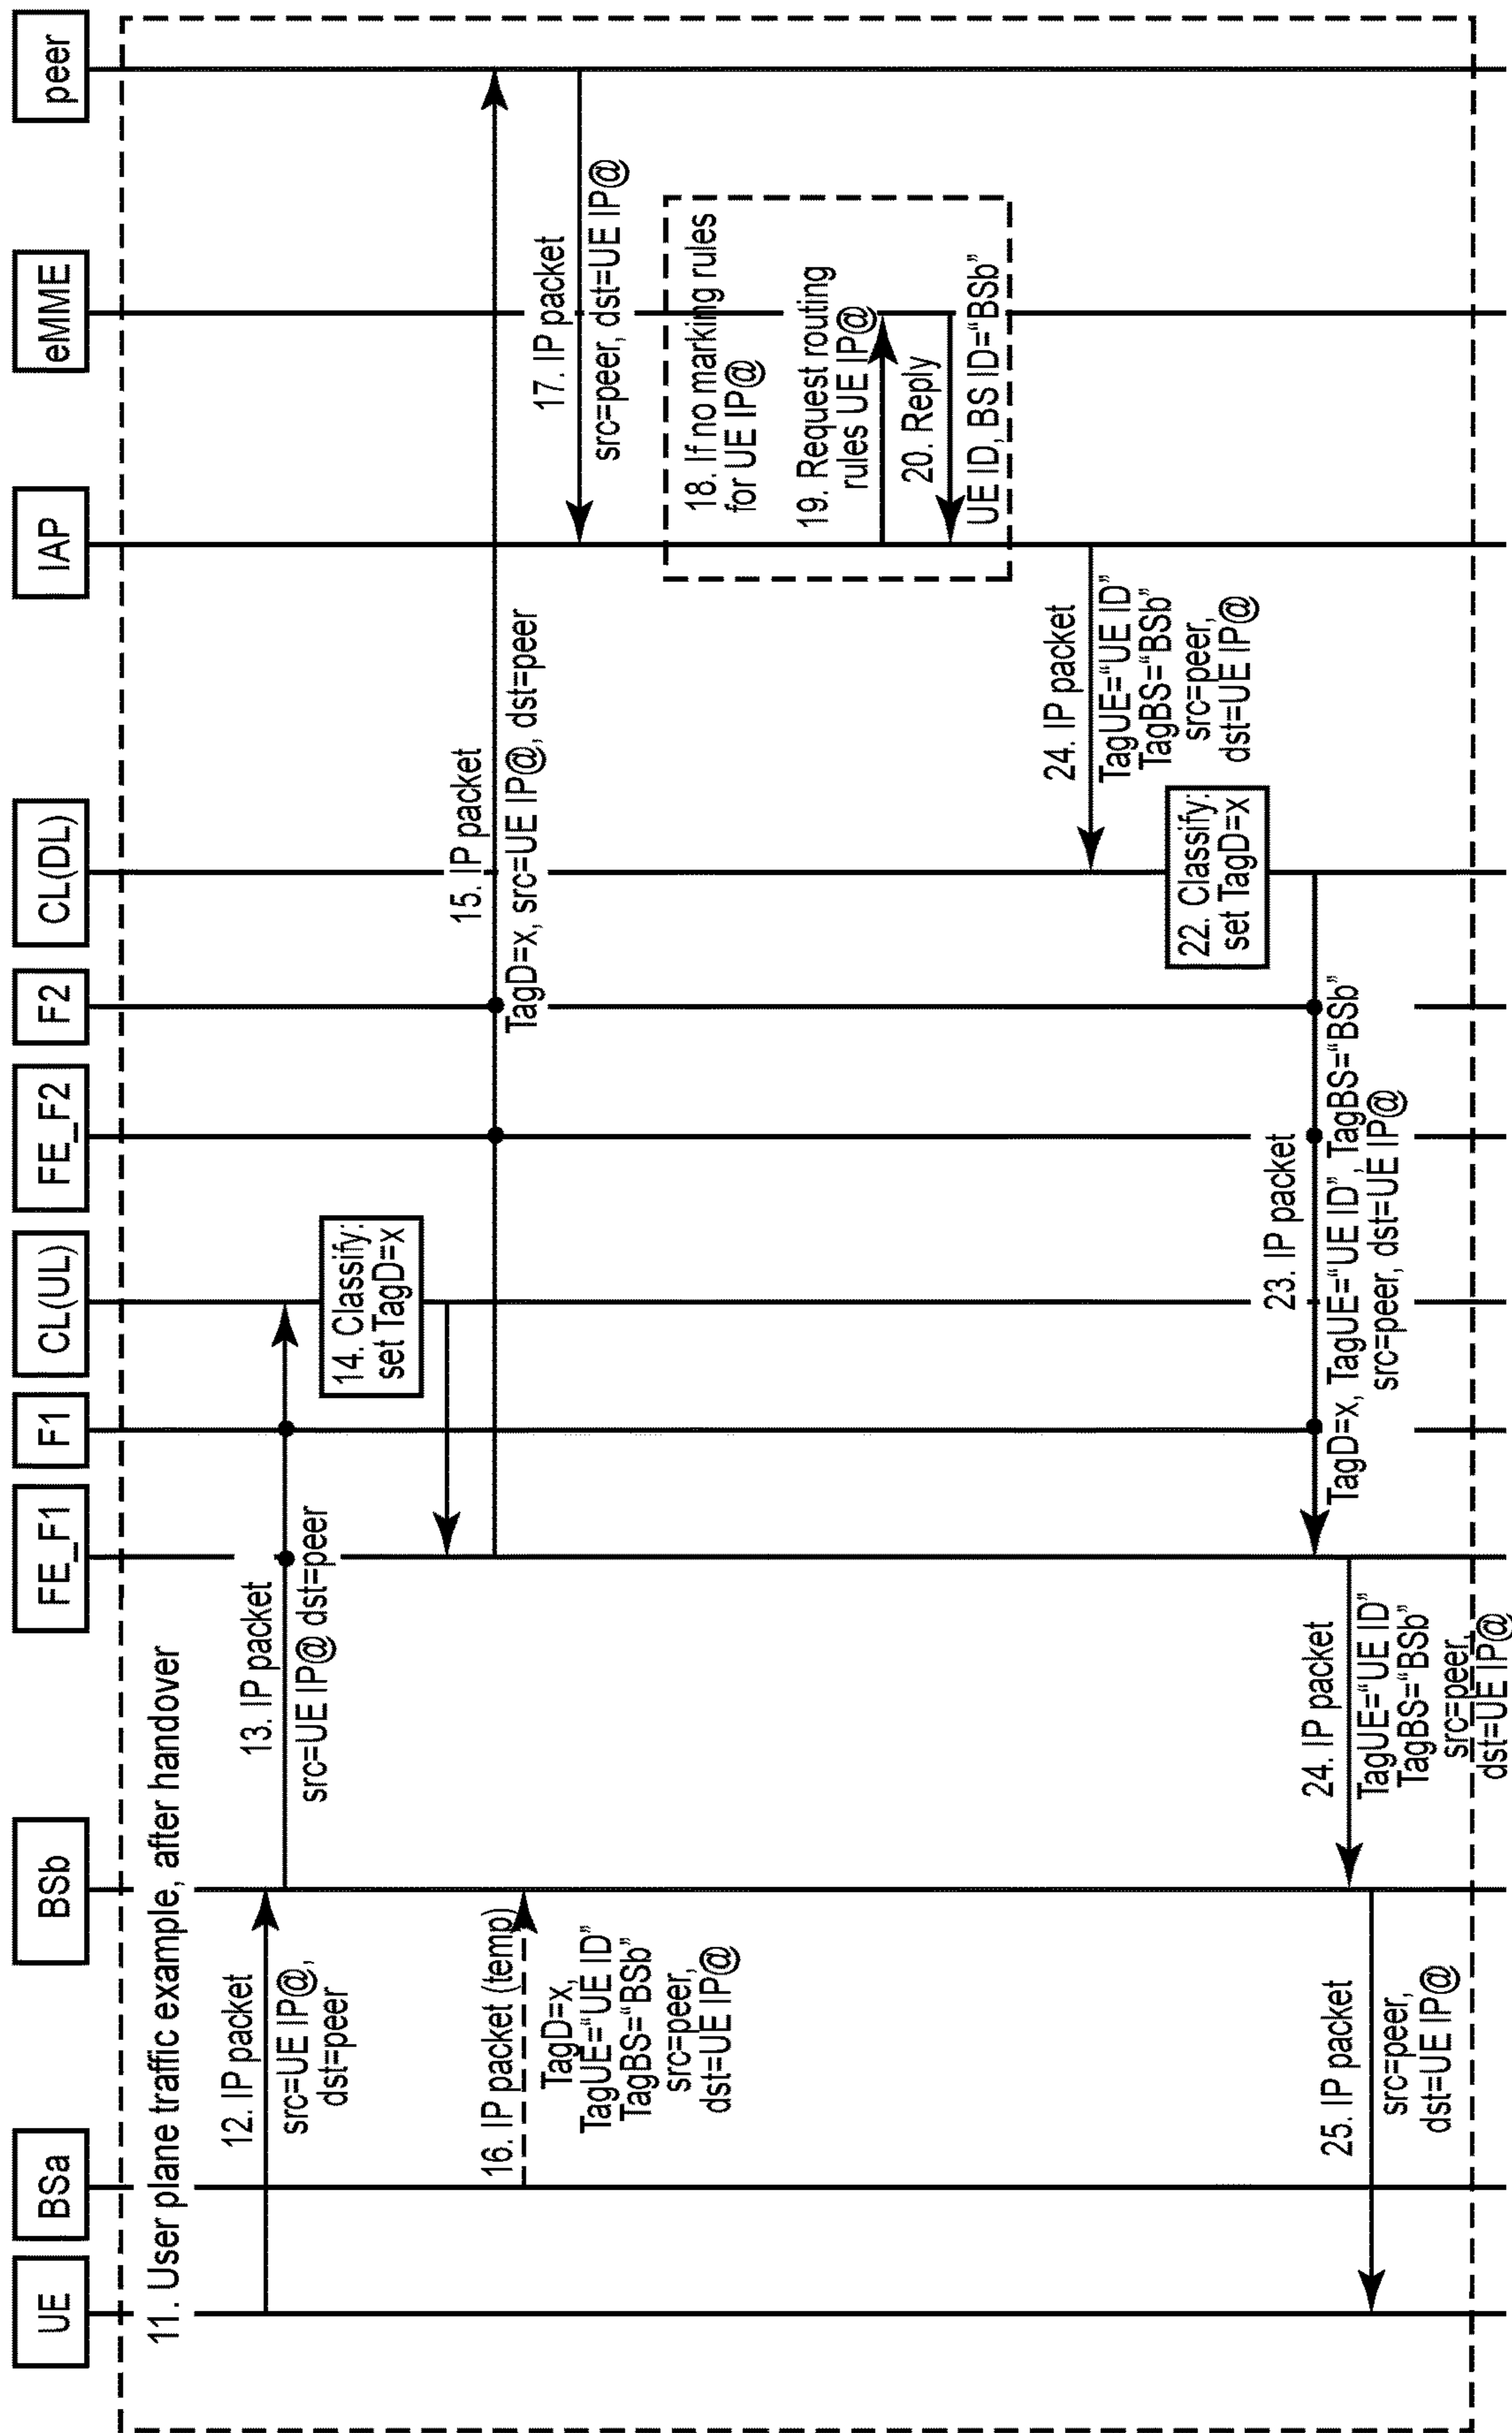 UE
BSa
BSb
FE_F1
F1
CL(UL)
FE_F2
F2
CL(DL)
IAP
eMME
peer
11. User plane traffic example, after handover
12. IP packet
src=UE IP@,
dst=peer
13. IP packet
src=UE IP@ dst=peer
14. Classify:
set TagD=x
15. IP packet
TagD=x, src=UE IP@, dst=peer
16. IP packet (temp)
TagD=x,
TagUE=“UE ID”
TagBS=“BSb”
src=peer,
dst=UE IP@
17. IP packet
src=peer, dst=UE IP@
18. If no marking rules
for UE IP@
19. Request routing
rules UE IP@
20. Reply
UE ID, BS ID=“BSb”
24. IP packet
TagUE=“UE ID”
TagBS=“BSb”
src=peer,
dst=UE IP@
22. Classify:
set TagD=x
23. IP packet
TagD=x, TagUE=“UE ID”, TagBS=“BSb”
src=peer, dst=UE IP@
24. IP packet
TagUE=“UE ID”
TagBS=“BSb”
src=peer,
dst=UE IP@
25. IP packet
src=peer,
dst=UE IP@